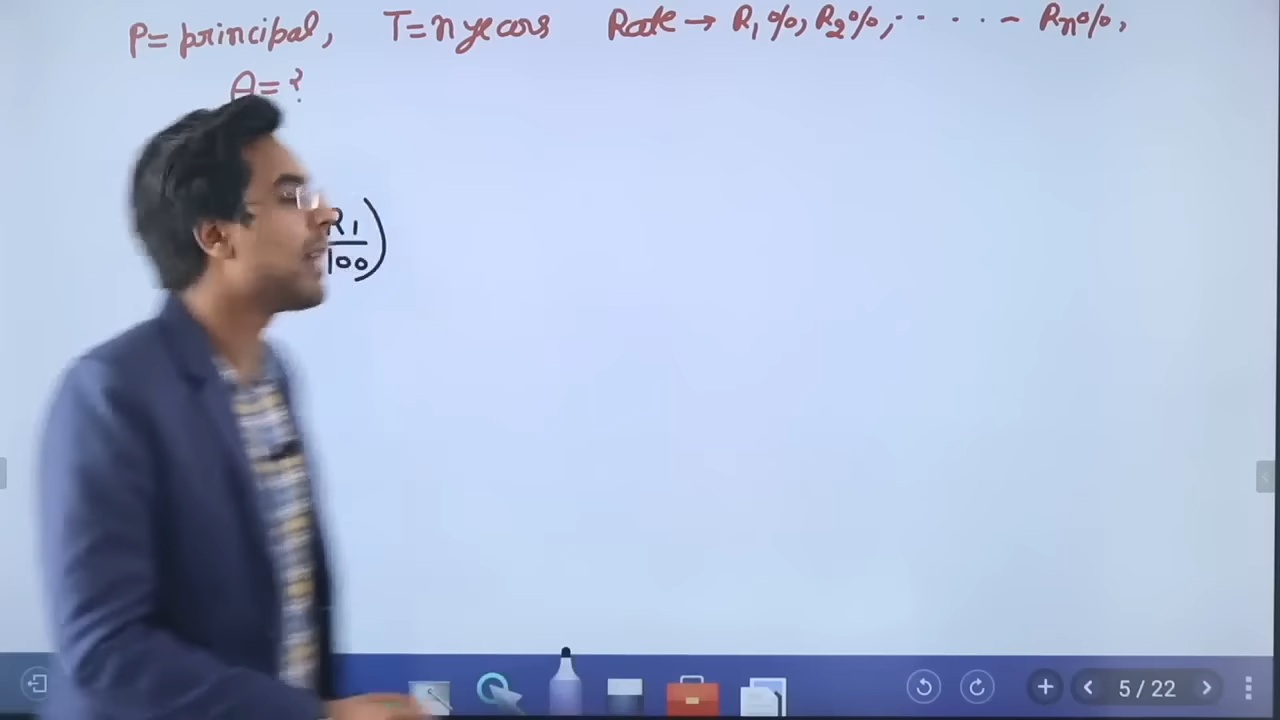 P= principal, T=n years Rate → R₁%, R₂%, ..... - Rₙ%,
A=?
R₁
100)
5 / 22